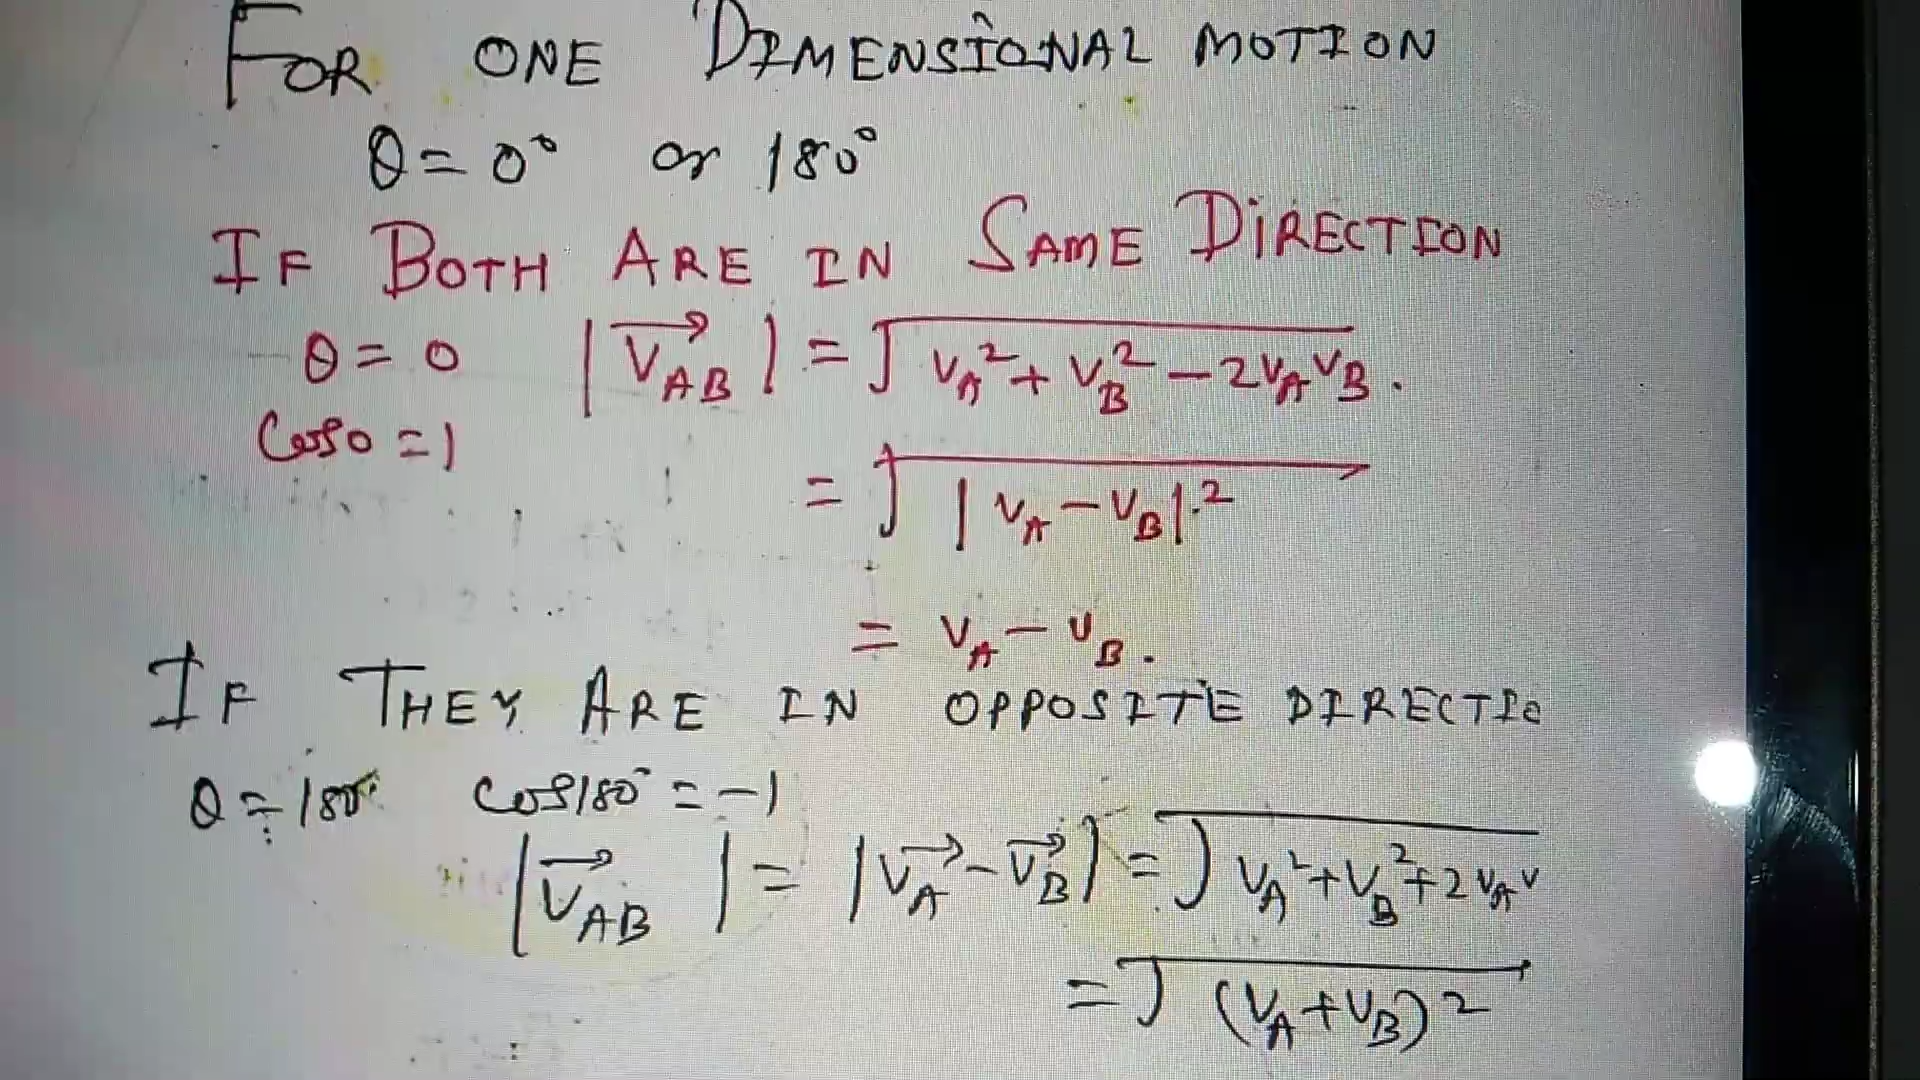 FOR ONE DIMENSIONAL MOTION
θ = 0° or 180°
IF BOTH ARE IN SAME DIRECTION
θ = 0 |V⃗AB| = √(VA² + VB² − 2VAVB.
Cos0 = 1
= √|VA − VB|²
= VA − VB.
IF THEY ARE IN OPPOSITE DIRECTIO
θ = 180° cos180° = −1
|V⃗AB| = |V⃗A − V⃗B| = √VA² + VB² + 2VAV
= √(VA + VB)²